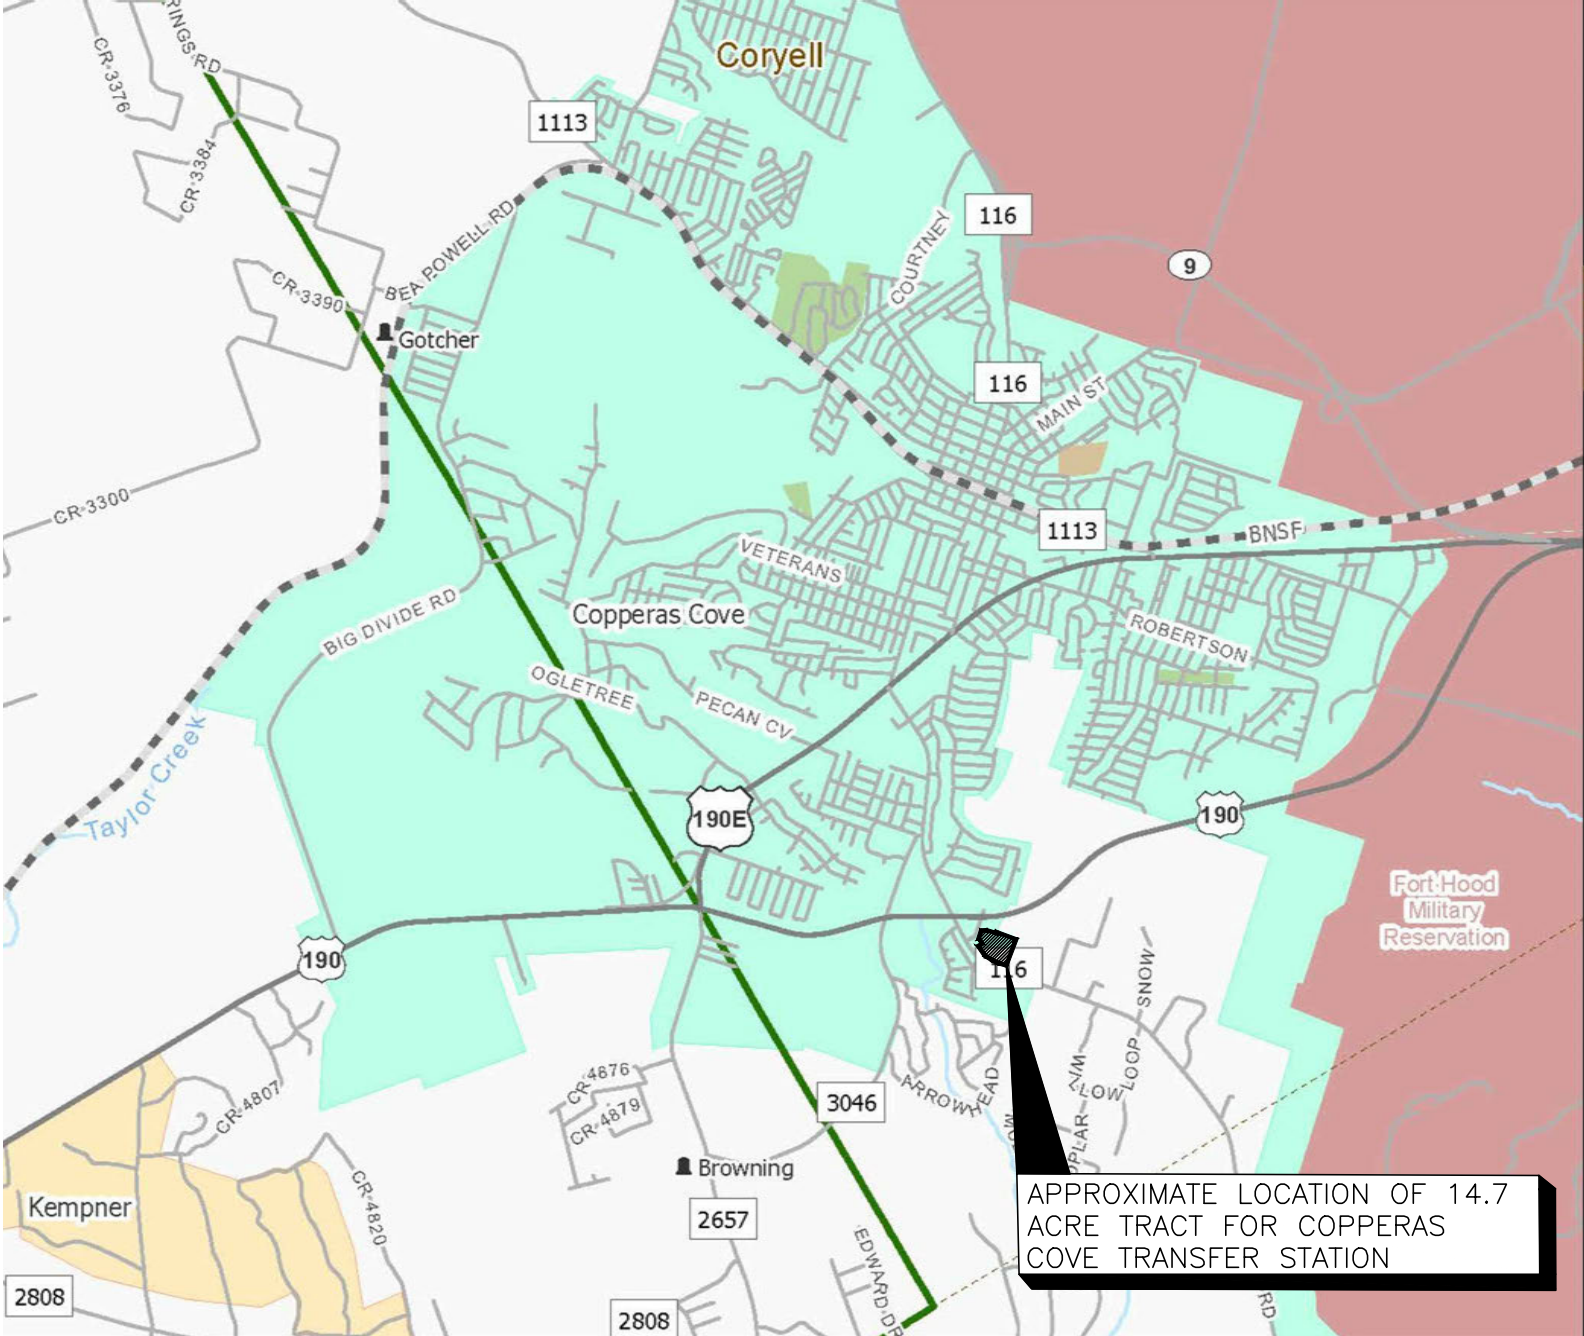 RINGS RD
Coryell
CR-3376
1113
CR-3384
116
COURTNEY
9
BEA POWELL RD
CR-3390
Gotcher
116
MAIN ST
CR-3300
1113
BNSF
VETERANS
Copperas Cove
BIG DIVIDE RD
ROBERTSON
OGLETREE
PECAN CV
Taylor Creek
190E
190
Fort Hood
Military
Reservation
190
116
SNOW
LOOP
CR-4876
CR-4879
CR-4807
3046
ARROWHEAD
Browning
CR-4820
Kempner
2657
EDWARD DR
2808
2808
RD
APPROXIMATE LOCATION OF 14.7
ACRE TRACT FOR COPPERAS
COVE TRANSFER STATION